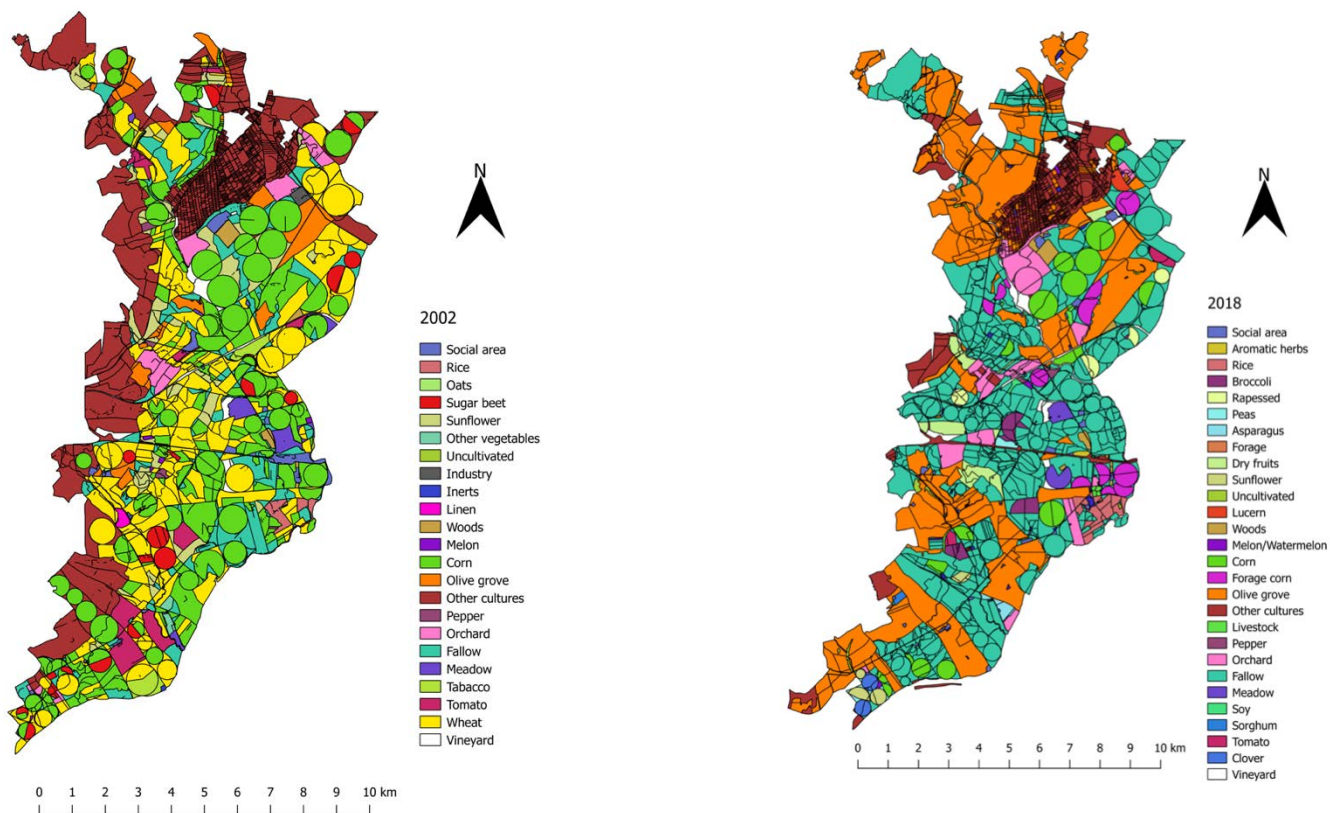 N
2002
Social area
Rice
Oats
Sugar beet
Sunflower
Other vegetables
Uncultivated
Industry
Inerts
Linen
Woods
Melon
Corn
Olive grove
Other cultures
Pepper
Orchard
Fallow
Meadow
Tabacco
Tomato
Wheat
Vineyard
0 1 2 3 4 5 6 7 8 9 10 km
N
2018
Social area
Aromatic herbs
Rice
Broccoli
Rapessed
Peas
Asparagus
Forage
Dry fruits
Sunflower
Uncultivated
Lucern
Woods
Melon/Watermelon
Corn
Forage corn
Olive grove
Other cultures
Livestock
Pepper
Orchard
Fallow
Meadow
Soy
Sorghum
Tomato
Clover
Vineyard
0 1 2 3 4 5 6 7 8 9 10 km